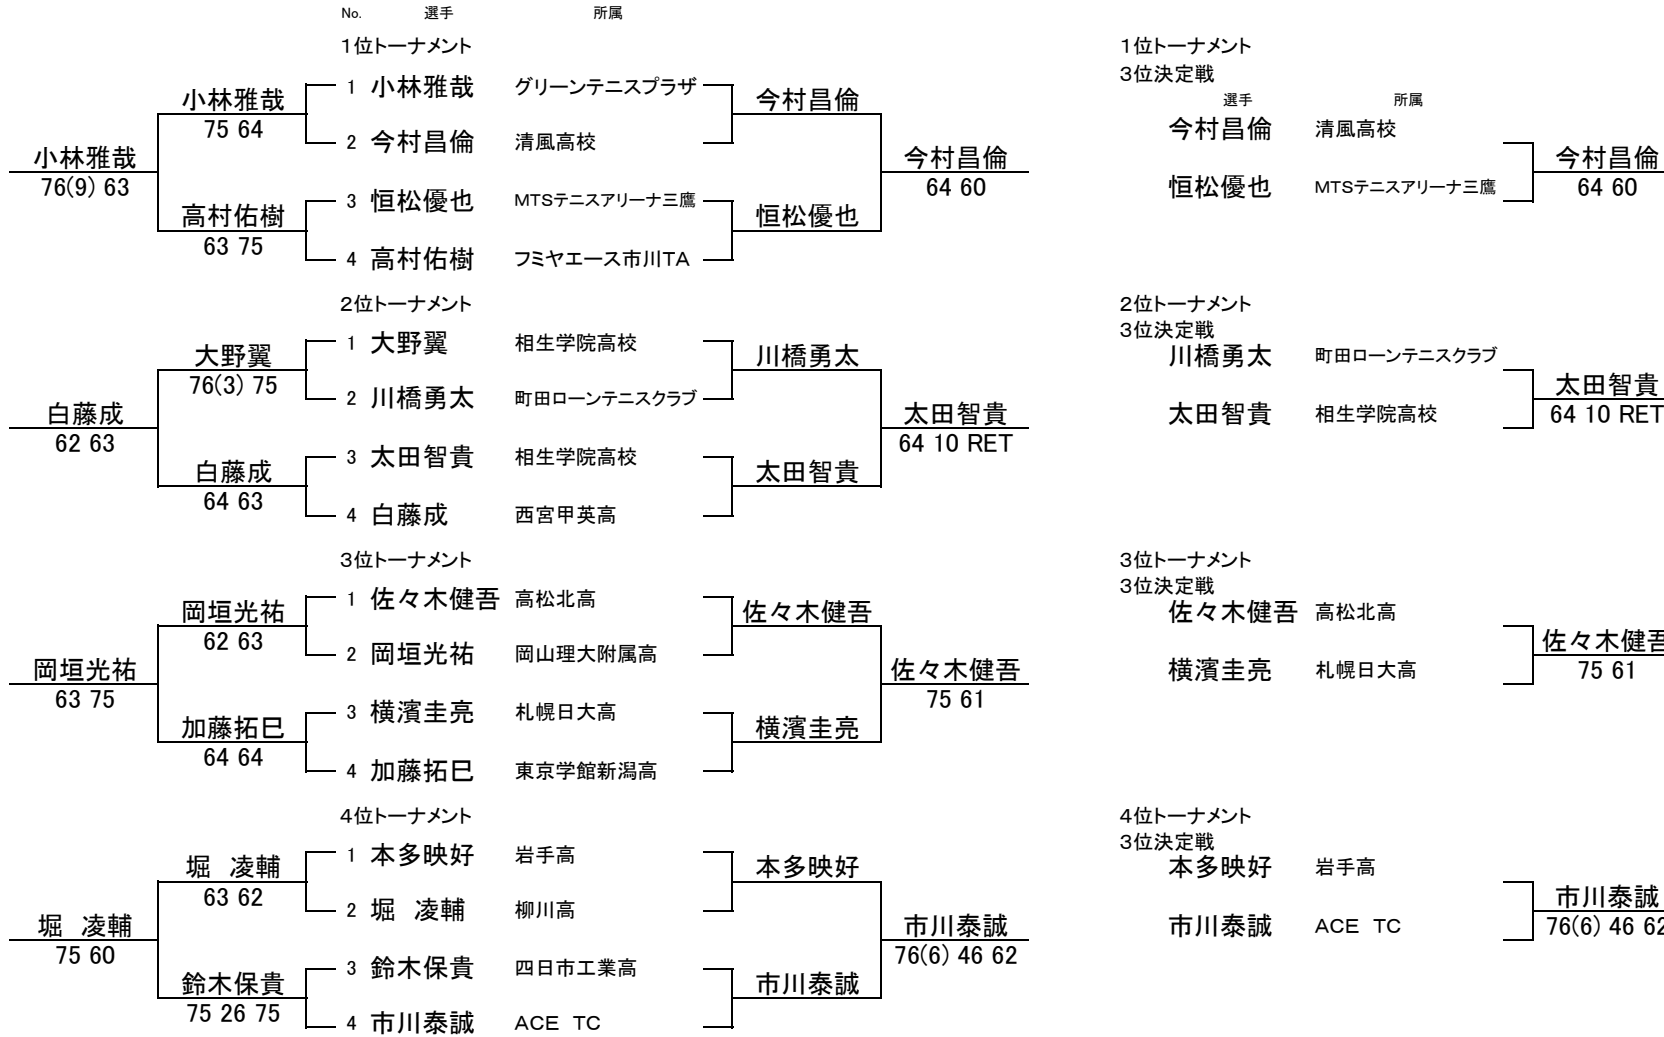 No. 選手 所属
1位トーナメント
小林雅哉
76(9) 63
小林雅哉
75 64
高村佑樹
63 75
1 小林雅哉 グリーンテニスプラザ
2 今村昌倫 清風高校
3 恒松優也 MTSテニスアリーナ三鷹
4 高村佑樹 フミヤエース市川TA
今村昌倫
恒松優也
今村昌倫
64 60
1位トーナメント
3位決定戦
選手 所属
今村昌倫 清風高校
恒松優也 MTSテニスアリーナ三鷹
今村昌倫
64 60
2位トーナメント
白藤成
62 63
大野翼
76(3) 75
白藤成
64 63
1 大野翼 相生学院高校
2 川橋勇太 町田ローンテニスクラブ
3 太田智貴 相生学院高校
4 白藤成 西宮甲英高
川橋勇太
太田智貴
太田智貴
64 10 RET
2位トーナメント
3位決定戦
川橋勇太 町田ローンテニスクラブ
太田智貴 相生学院高校
太田智貴
64 10 RET
3位トーナメント
岡垣光祐
63 75
岡垣光祐
62 63
加藤拓巳
64 64
1 佐々木健吾 高松北高
2 岡垣光祐 岡山理大附属高
3 横濱圭亮 札幌日大高
4 加藤拓巳 東京学館新潟高
佐々木健吾
横濱圭亮
佐々木健吾
75 61
3位トーナメント
3位決定戦
佐々木健吾 高松北高
横濱圭亮 札幌日大高
佐々木健吾
75 61
4位トーナメント
堀 凌輔
75 60
堀 凌輔
63 62
鈴木保貴
75 26 75
1 本多映好 岩手高
2 堀 凌輔 柳川高
3 鈴木保貴 四日市工業高
4 市川泰誠 ACE TC
本多映好
市川泰誠
市川泰誠
76(6) 46 62
4位トーナメント
3位決定戦
本多映好 岩手高
市川泰誠 ACE TC
市川泰誠
76(6) 46 62